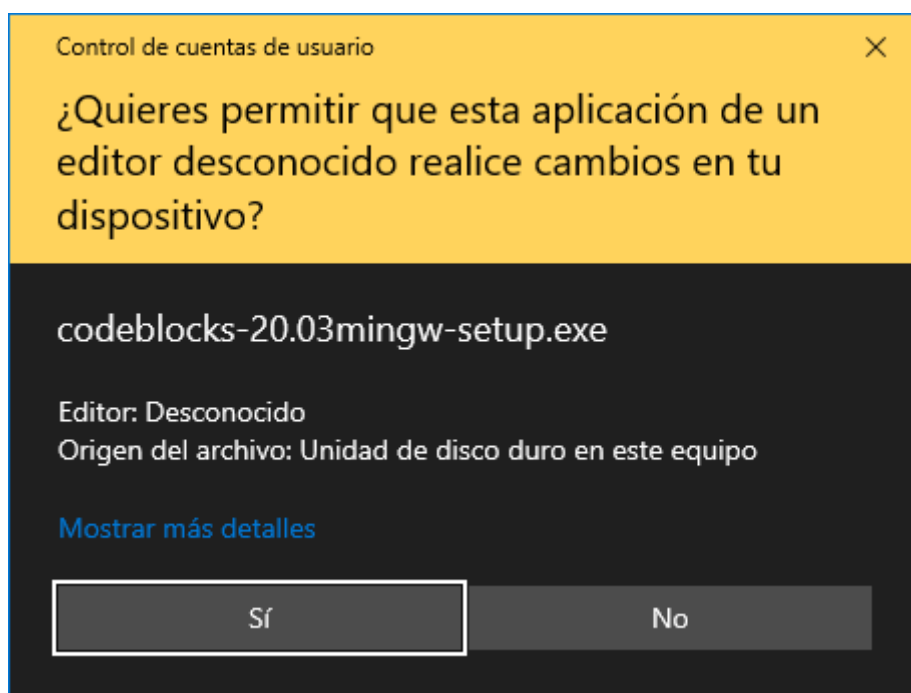 Control de cuentas de usuario
¿Quieres permitir que esta aplicación de un
editor desconocido realice cambios en tu
dispositivo?
codeblocks-20.03mingw-setup.exe
Editor: Desconocido
Origen del archivo: Unidad de disco duro en este equipo
Mostrar más detalles
Sí
No